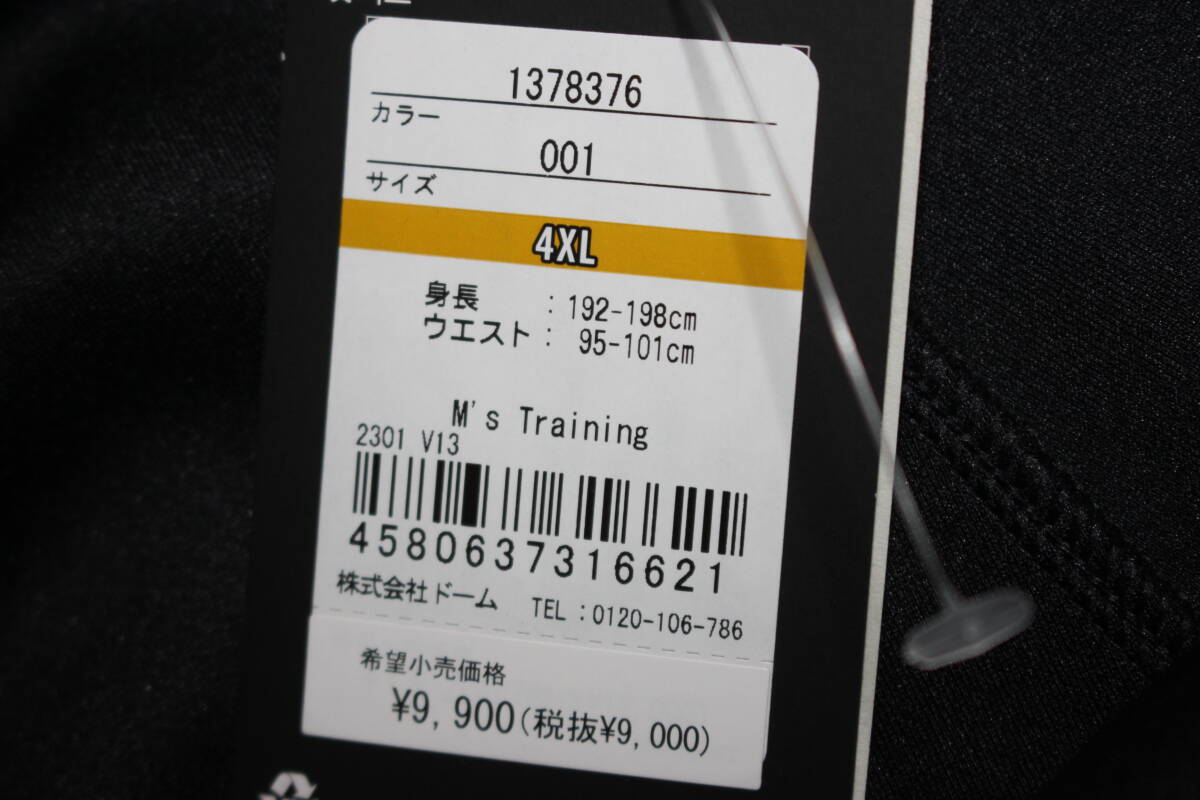 1378376
カラー
001
サイズ
4XL
身長 : 192-198cm
ウエスト : 95-101cm
M's Training
2301 V13
4580637316621
株式会社ドーム TEL : 0120-106-786
希望小売価格
¥9,900(税抜¥9,000)